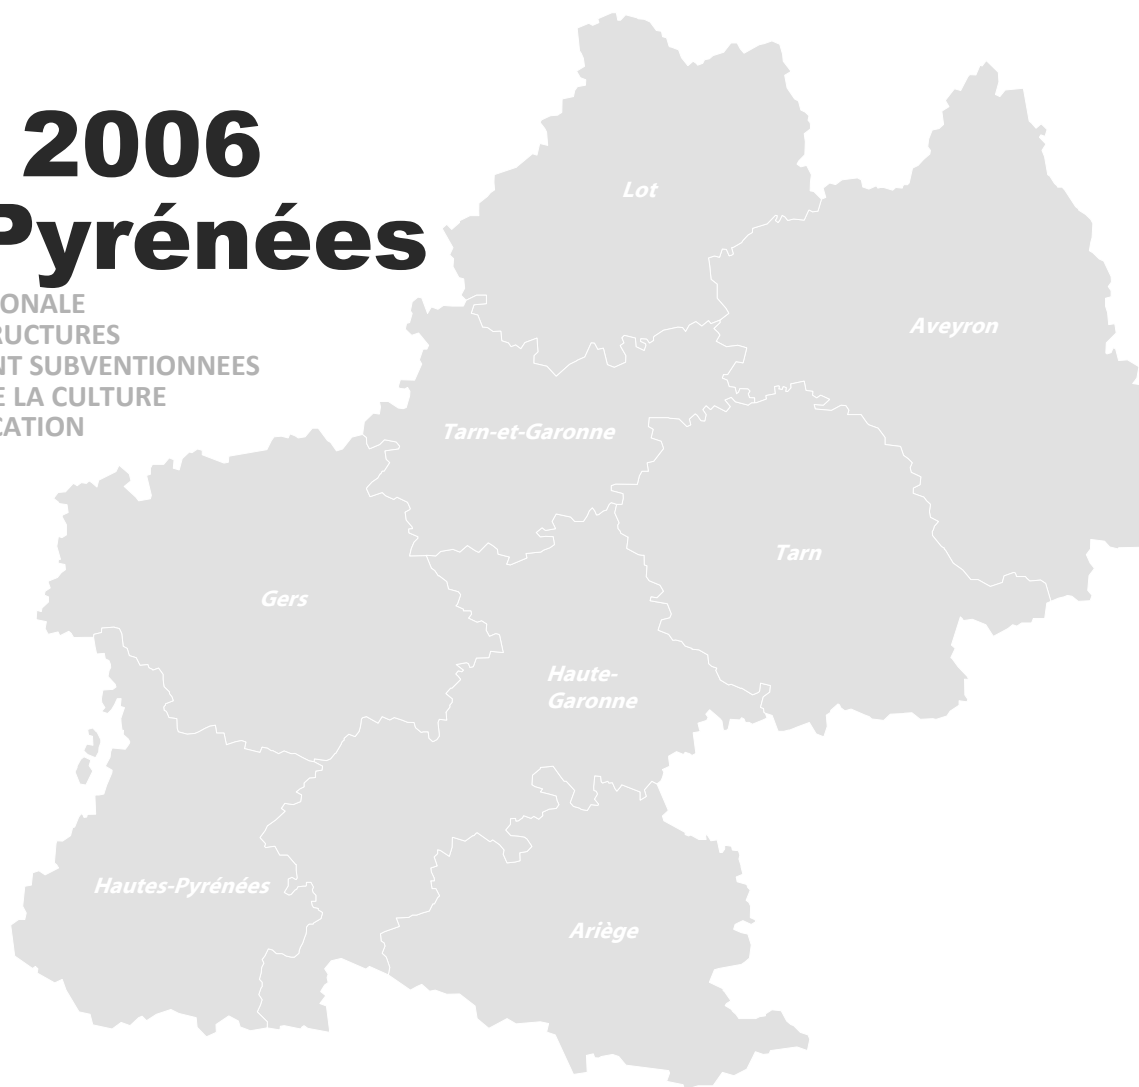 2006
Pyrénées
ONALE
RUCTURES
NT SUBVENTIONNEES
E LA CULTURE
CATION
Lot
Aveyron
Tarn-et-Garonne
Tarn
Gers
Haute-
Garonne
Hautes-Pyrénées
Ariège